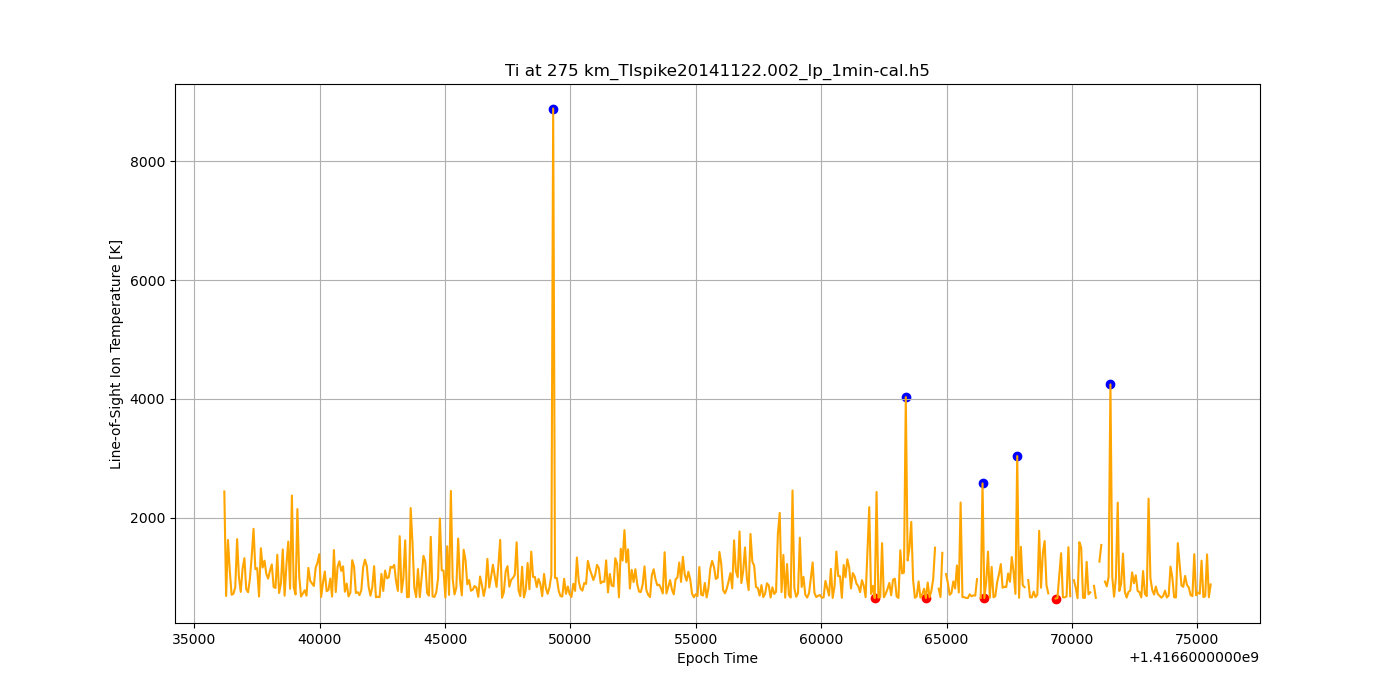 Ti at 275 km_TIspike20141122.002_lp_1min-cal.h5
Line-of-Sight Ion Temperature [K]
8000
6000
4000
2000
35000 40000 45000 50000 55000 60000 65000 70000 75000
Epoch Time
+1.4166000000e9